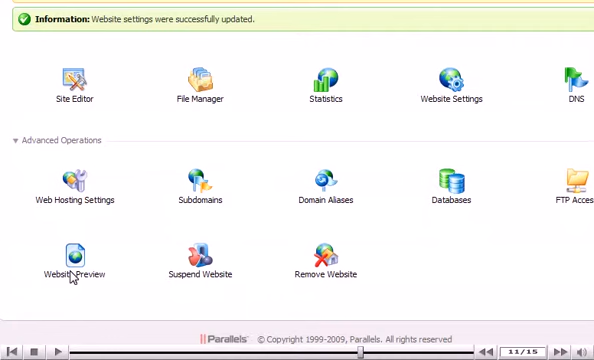 Information: Website settings were successfully updated.
Site Editor
File Manager
Statistics
Website Settings
DNS
Advanced Operations
Web Hosting Settings
Subdomains
Domain Aliases
Databases
FTP Acces
Website Preview
Suspend Website
Remove Website
Parallels © Copyright 1999-2009, Parallels. All rights reserved
11/15